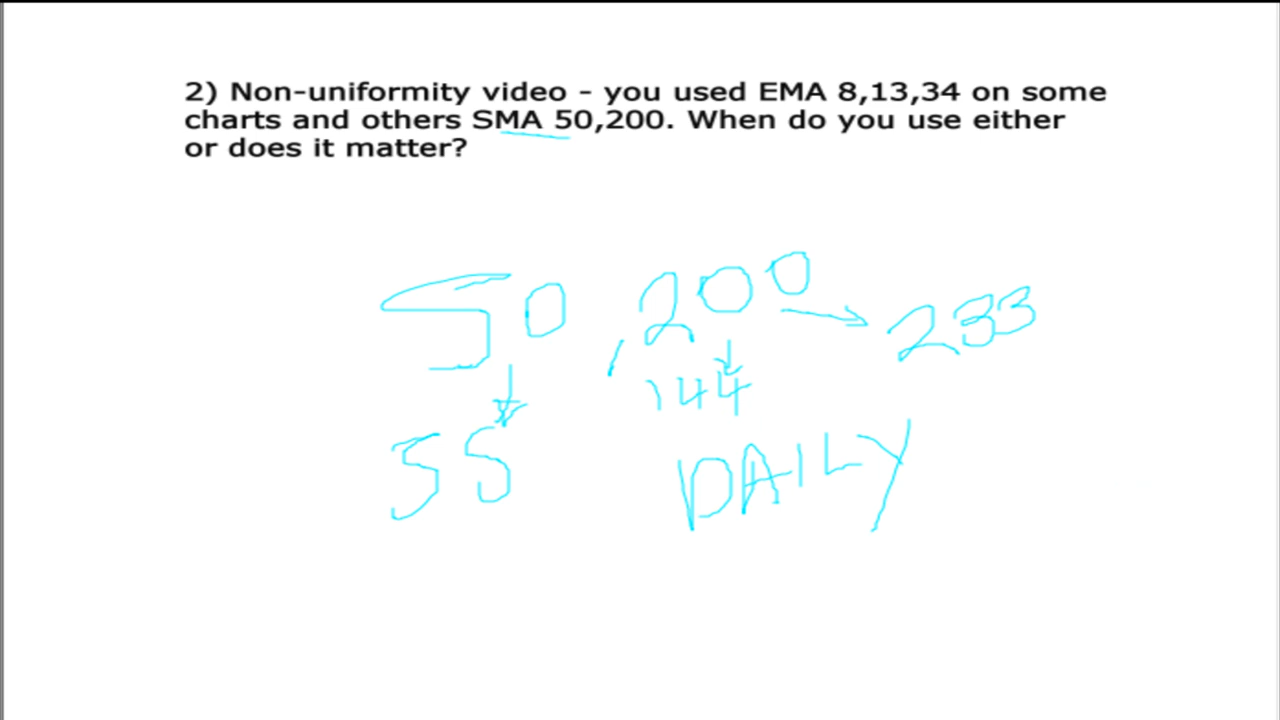 2) Non-uniformity video - you used EMA 8,13,34 on some
charts and others SMA 50,200. When do you use either
or does it matter?
50,200 233
144
55
DAILY